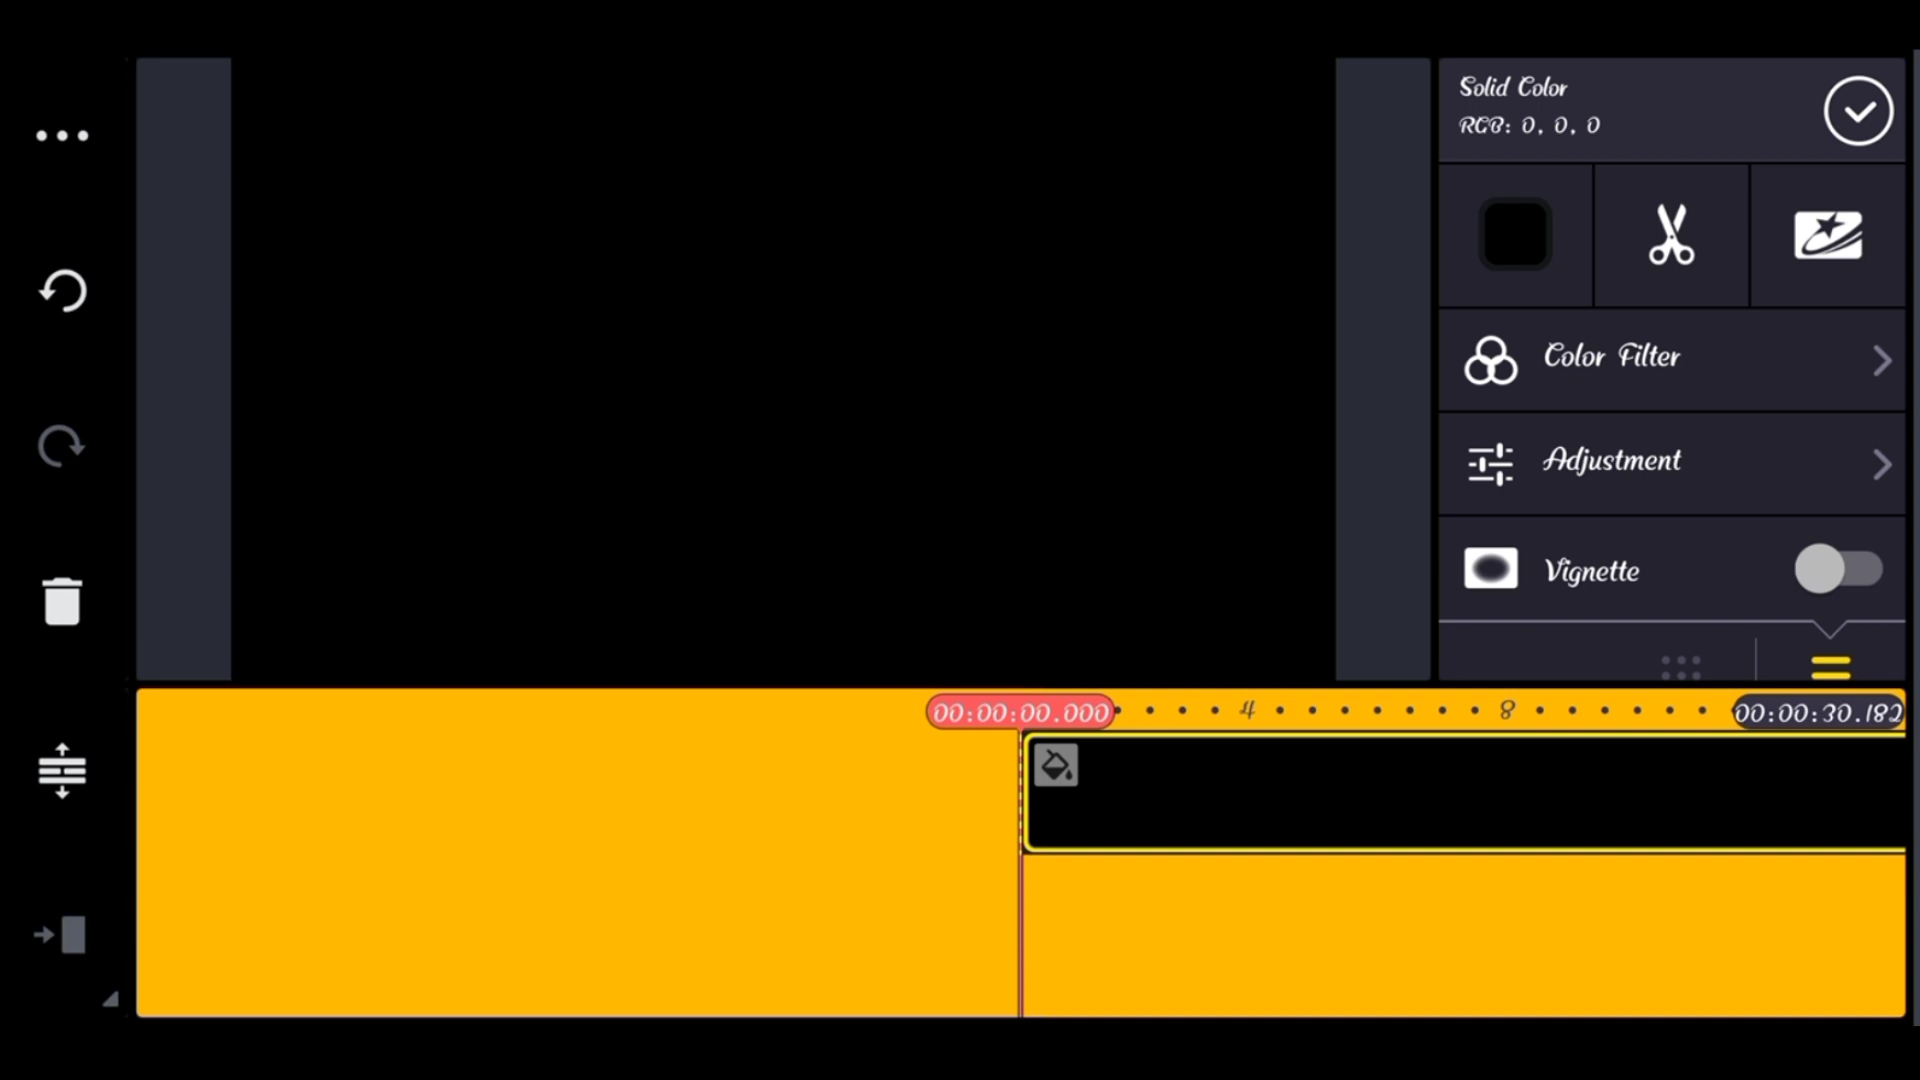 Solid Color
RGB: 0, 0, 0
Color Filter
Adjustment
Vignette
00:00:00.000
4
8
00:00:30.182